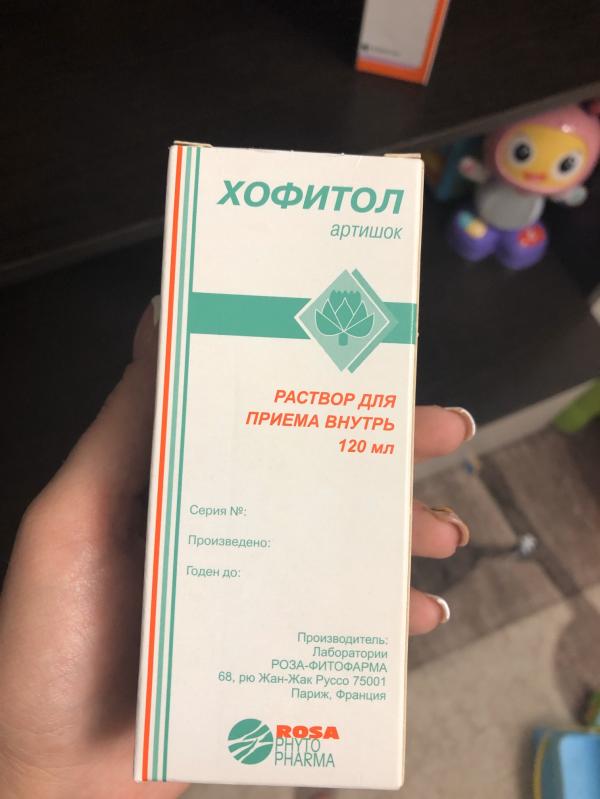 ХОФИТОЛ
артишок
РАСТВОР ДЛЯ
ПРИЕМА ВНУТРЬ
120 мл
Серия №:
Произведено:
Годен до:
Производитель:
Лаборатории
РОЗА-ФИТОФАРМА
68, рю Жан-Жак Руссо 75001
Париж, Франция
ROSA
PHYTO
PHARMA